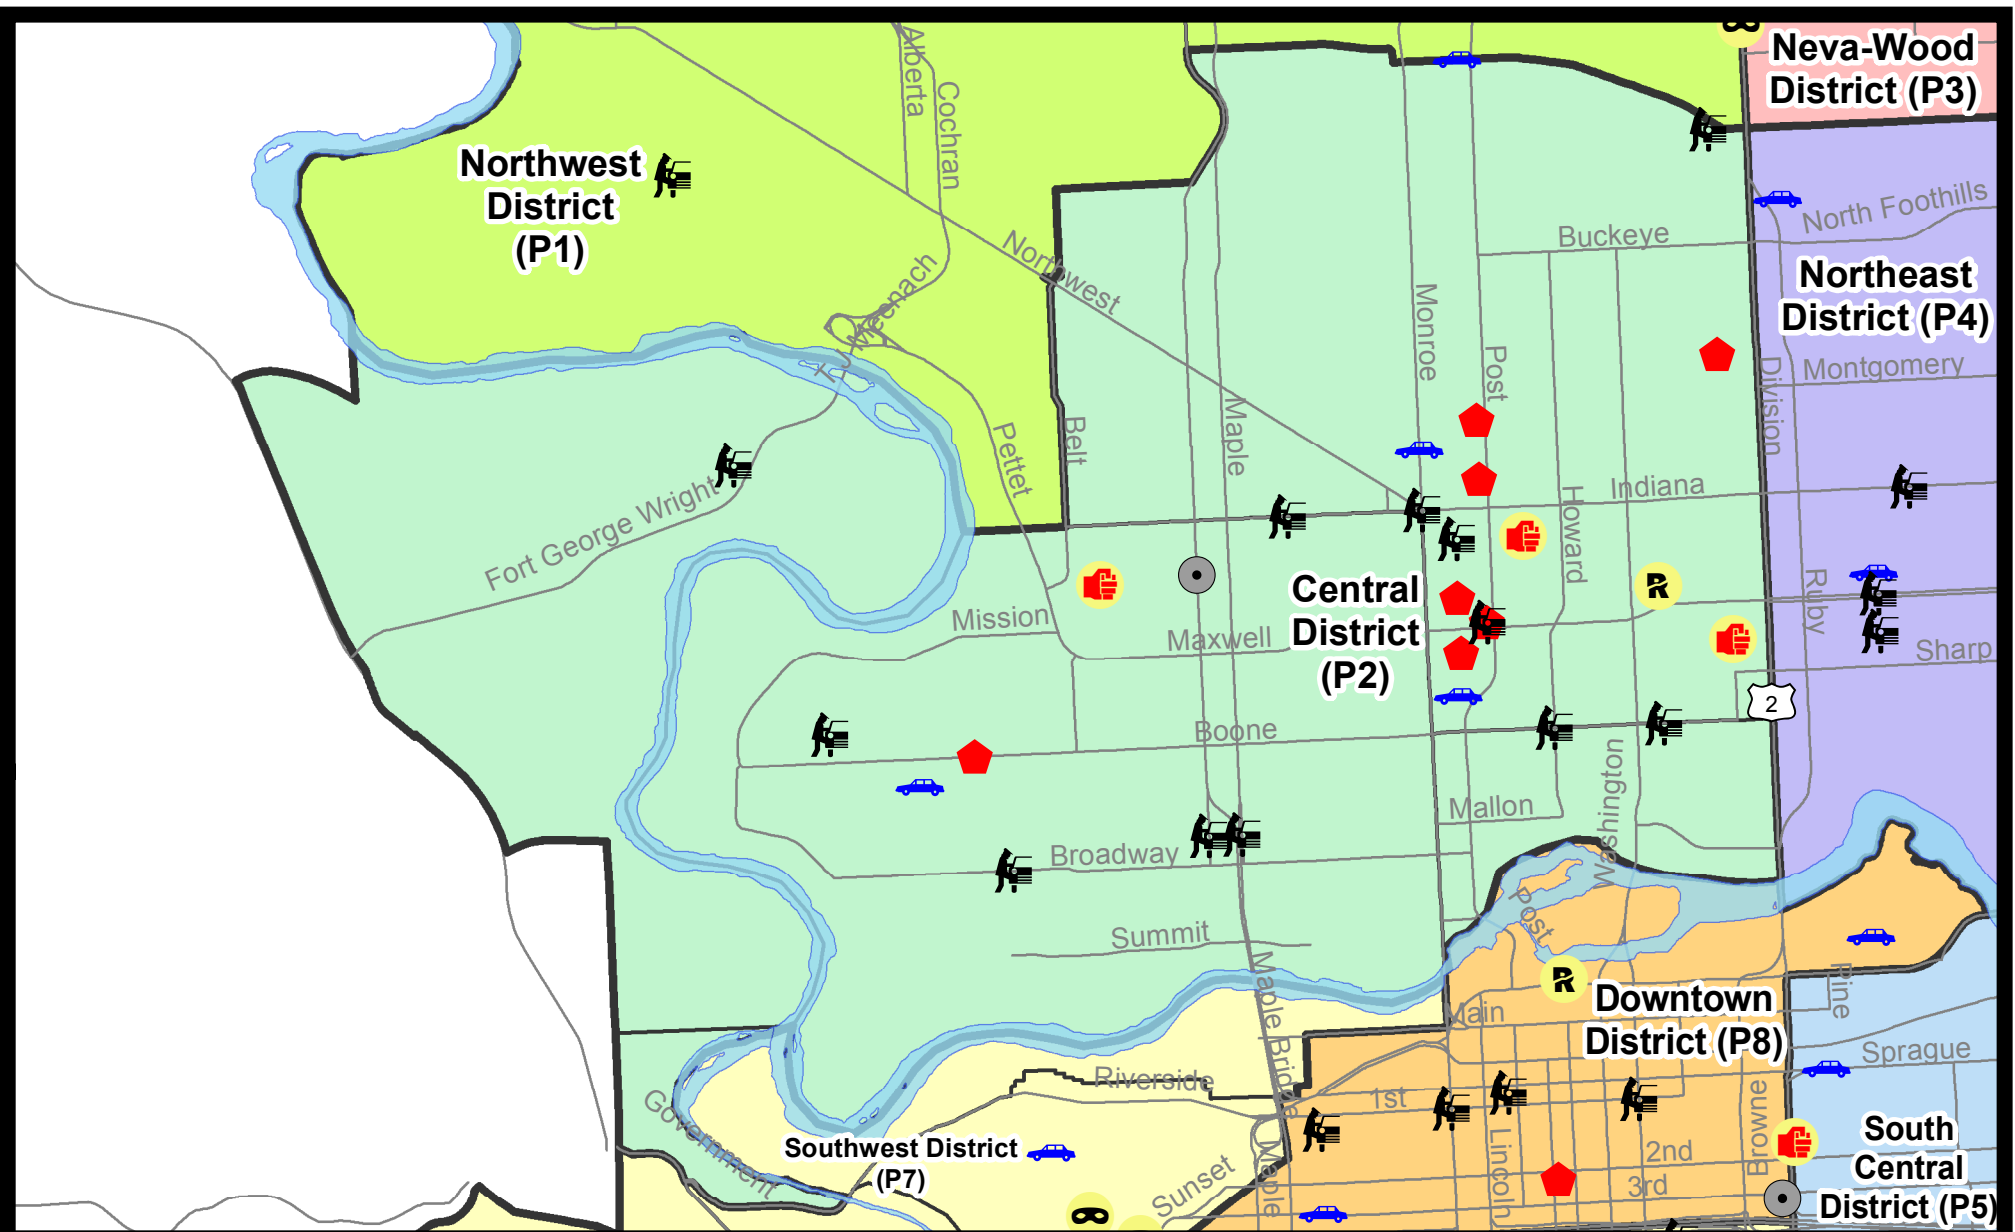 Neva-Wood
District (P3)
Alberta
Cochran
Northwest
District
(P1)
North Foothills
Buckeye
Northwest
Northeast
District (P4)
T J Meenach
Monroe
Post
Montgomery
Division
Maple
Belt
Pettet
Indiana
Howard
Fort George Wright
Central
District
(P2)
R
Ruby
Mission
Maxwell
Sharp
2
Boone
Washington
Mallon
Broadway
Post
Summit
Maple Bridge
R
Pine
Downtown
District (P8)
Main
Sprague
Riverside
1st
Government
Browne
South
Central
District (P5)
Southwest District
(P7)
Lincoln
2nd
3rd
Maple
Sunset